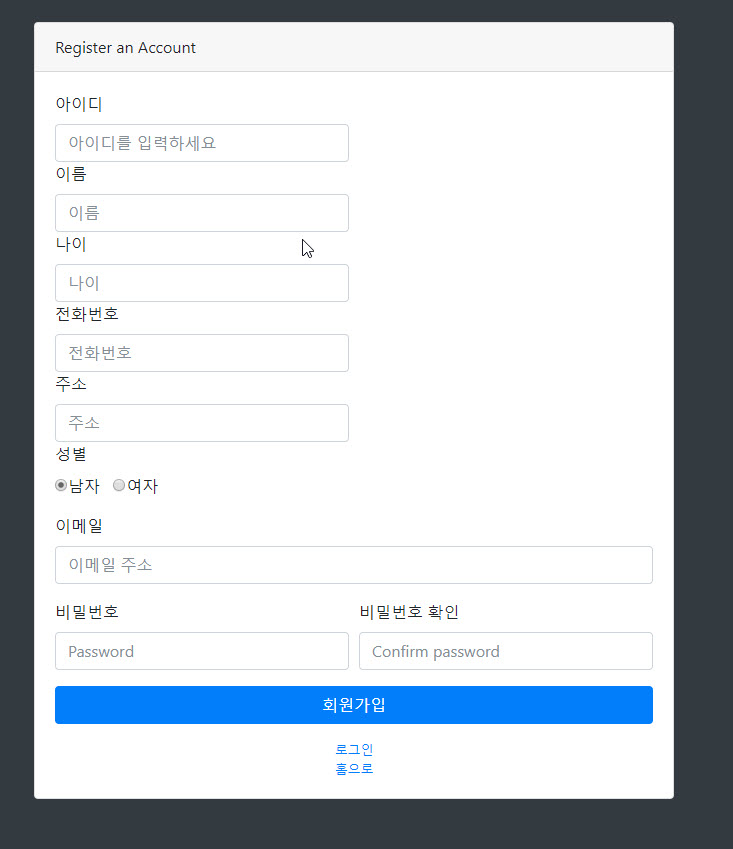 Register an Account
아이디
아이디를 입력하세요
이름
이름
나이
나이
전화번호
전화번호
주소
주소
성별
남자 여자
이메일
이메일 주소
비밀번호 비밀번호 확인
Password Confirm password
회원가입
로그인
홈으로